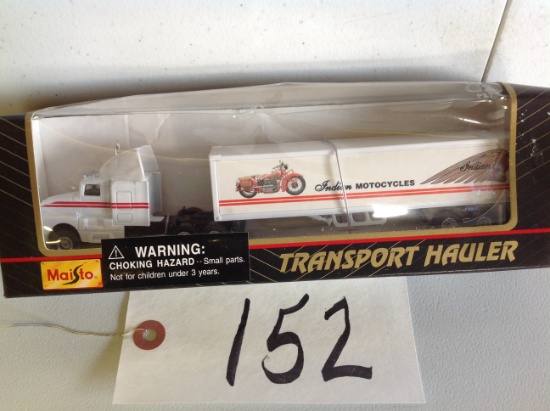 Indian MOTOCYCLES
Indian
Maisto
WARNING:
CHOKING HAZARD -- Small parts.
Not for children under 3 years.
TRANSPORT HAULER
152